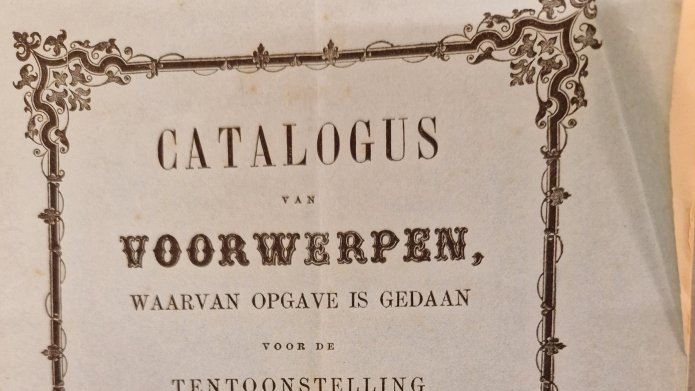 CATALOGUS
VAN
VOORWERPEN,
WAARVAN OPGAVE IS GEDAAN
VOOR DE
TENTOONSTELLING